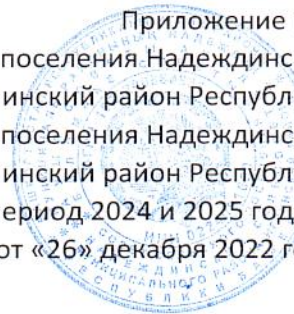 Приложение
поселения Надеждинс
инский район Республ
поселения Надеждинс
инский район Республ
ериод 2024 и 2025 год
от «26» декабря 2022 г